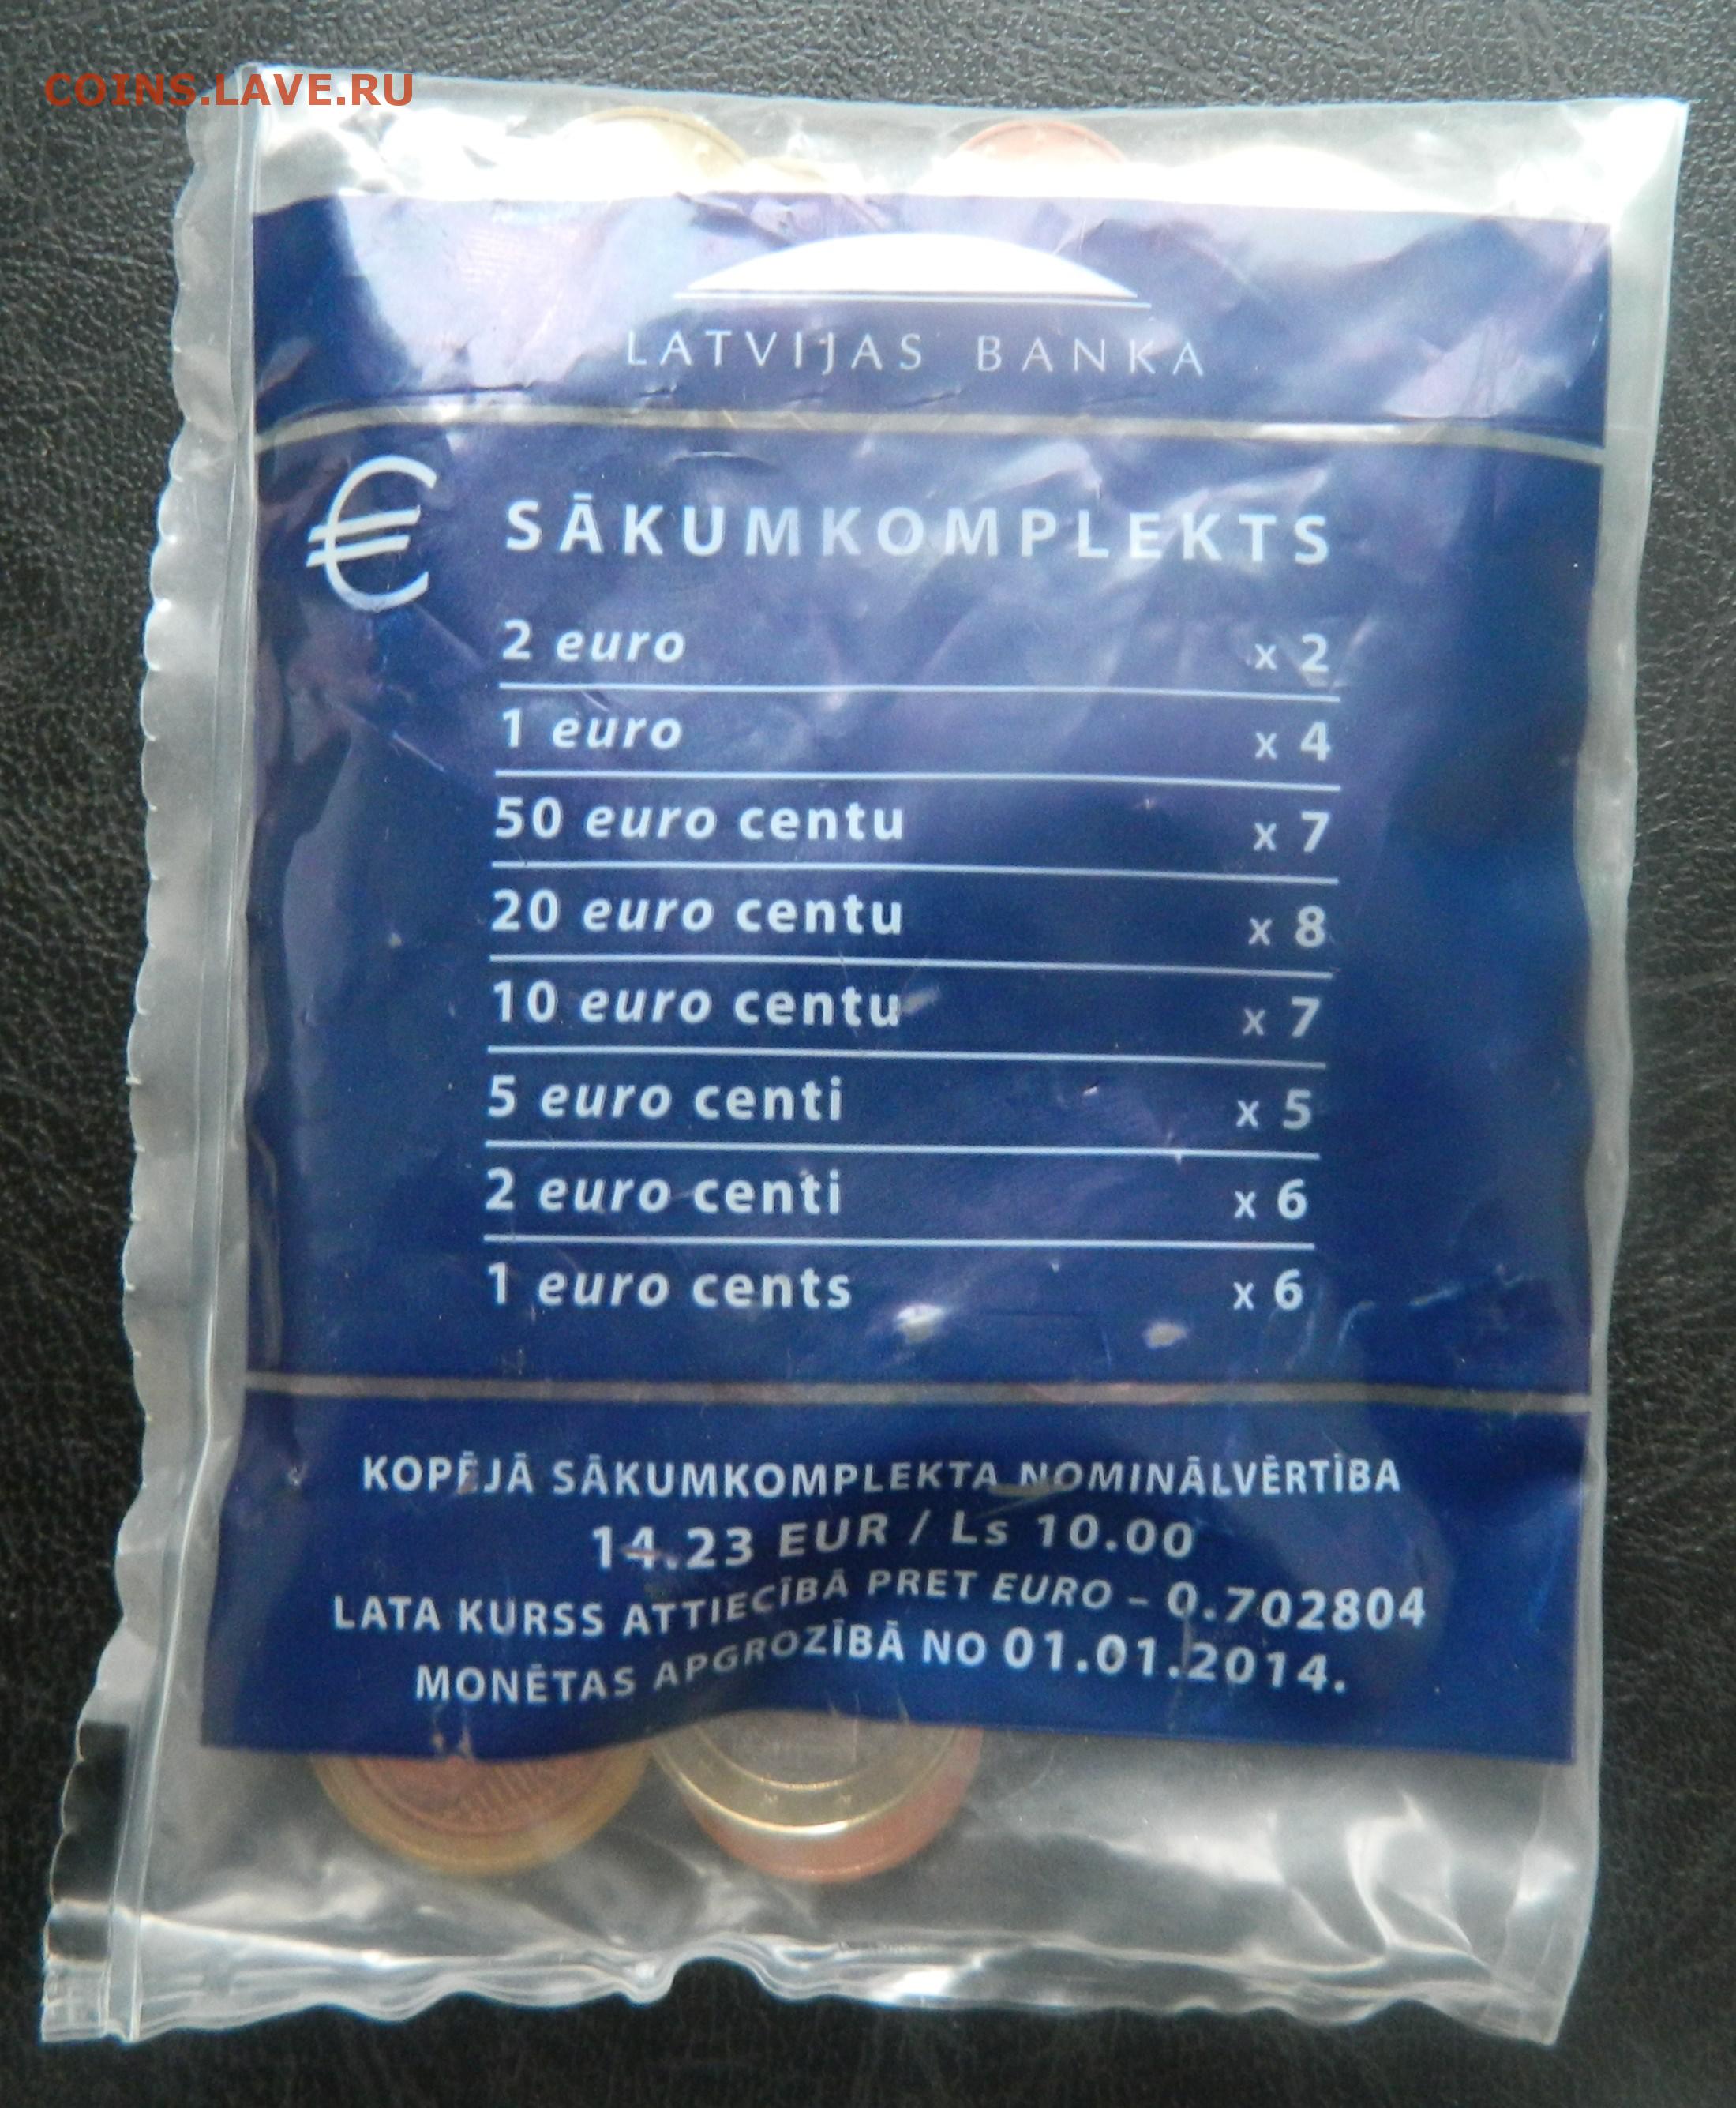 COINS.LAVE.RU
LATVIJAS BANKA
€ SĀKUMKOMPLEKTS
2 euro x 2
1 euro x 4
50 euro centu x 7
20 euro centu x 8
10 euro centu x 7
5 euro centi x 5
2 euro centi x 6
1 euro cents x 6
KOPĒJĀ SĀKUMKOMPLEKTA NOMINĀLVĒRTĪBA
14.23 EUR / Ls 10.00
LATA KURSS ATTIECĪBĀ PRET EURO – 0.702804
MONĒTAS APGROZĪBĀ NO 01.01.2014.